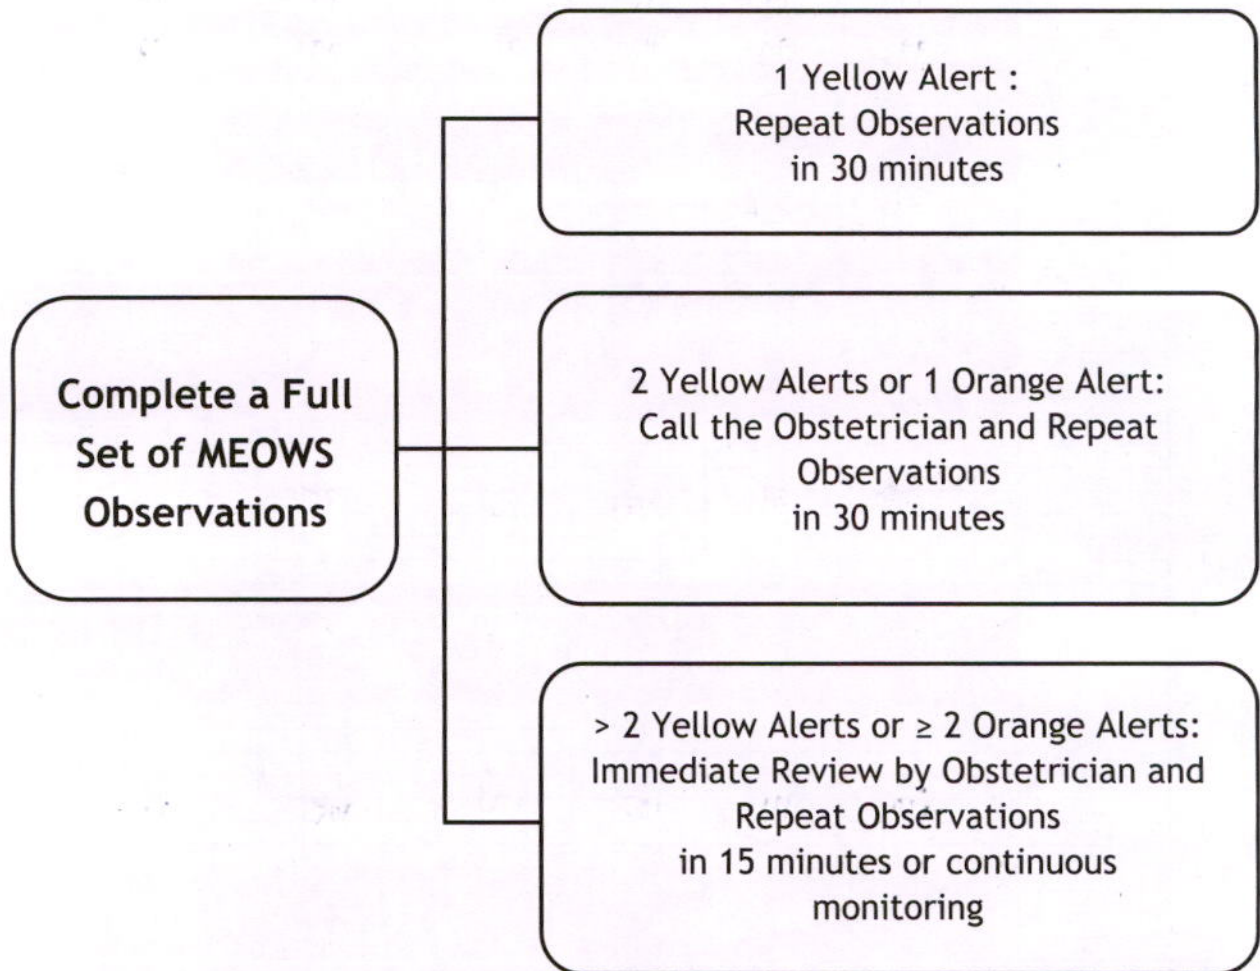 Complete a Full
Set of MEOWS
Observations
1 Yellow Alert :
Repeat Observations
in 30 minutes
2 Yellow Alerts or 1 Orange Alert:
Call the Obstetrician and Repeat
Observations
in 30 minutes
> 2 Yellow Alerts or ≥ 2 Orange Alerts:
Immediate Review by Obstetrician and
Repeat Observations
in 15 minutes or continuous
monitoring